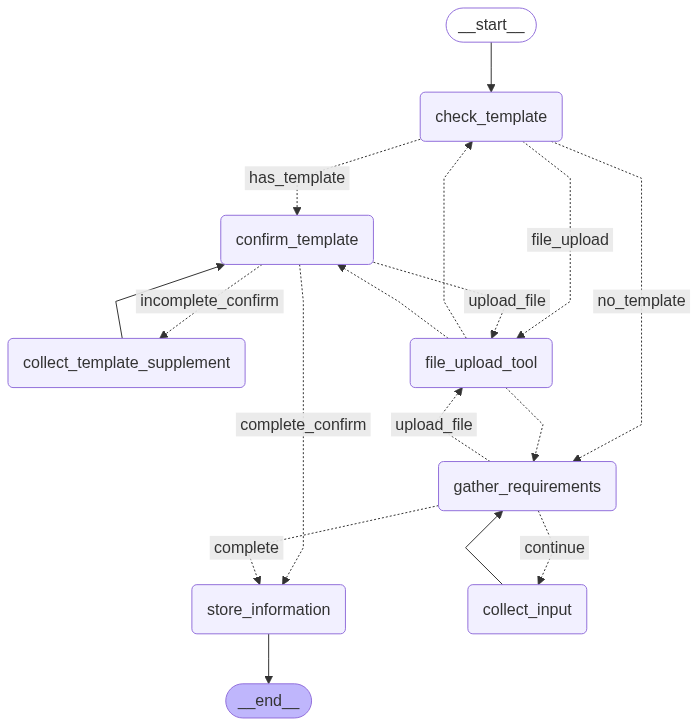 __start__
check_template
has_template
confirm_template
file_upload
incomplete_confirm
upload_file
no_template
collect_template_supplement
file_upload_tool
complete_confirm
upload_file
gather_requirements
complete
continue
store_information
collect_input
__end__